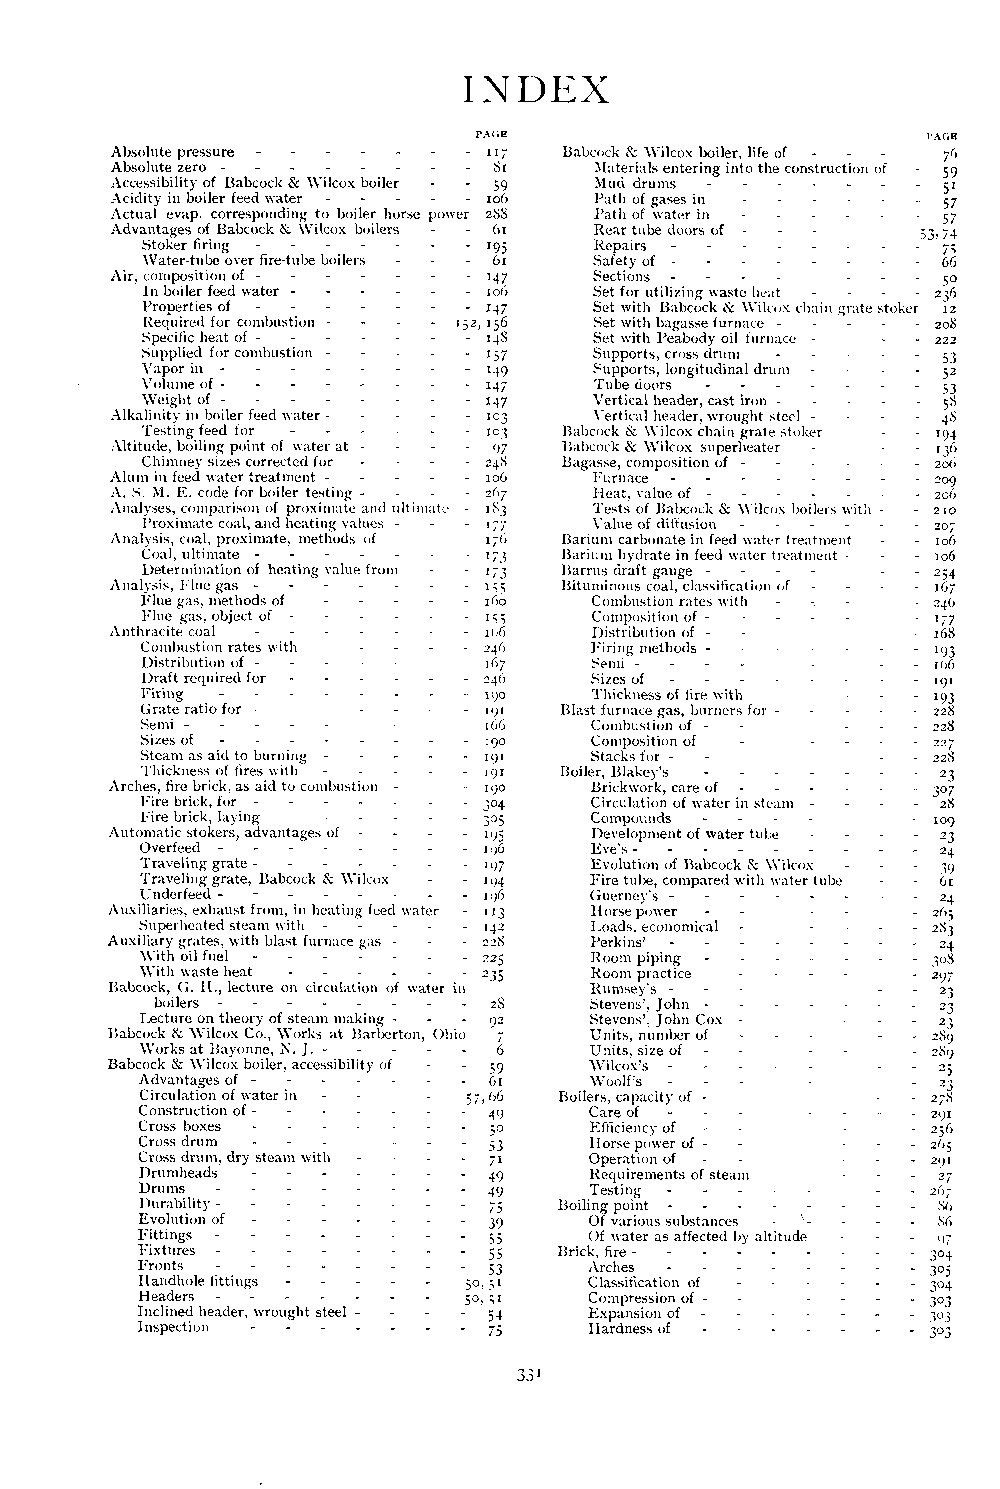 INDEX
PAGE
Absolute pressure - - - - - - - 117
Absolute zero - - - - - - - - 81
Accessibility of Babcock & Wilcox boiler - - 59
Acidity in boiler feed water - - - - - 106
Actual evap. corresponding to boiler horse power 288
Advantages of Babcock & Wilcox boilers - - 61
Stoker firing - - - - - - - 195
Water-tube over fire-tube boilers - - - 61
Air, composition of - - - - - - - 147
In boiler feed water - - - - - - 106
Properties of - - - - - - - 147
Required for combustion - - - - 152, 156
Specific heat of - - - - - - - 148
Supplied for combustion - - - - - 157
Vapor in - - - - - - - - 149
Volume of - - - - - - - - 147
Weight of - - - - - - - - 147
Alkalinity in boiler feed water - - - - - 103
Testing feed for - - - - - - 103
Altitude, boiling point of water at - - - - 97
Chimney sizes corrected for - - - - 248
Alum in feed water treatment - - - - - 106
A. S. M. E. code for boiler testing - - - - 267
Analyses, comparison of proximate and ultimate - 183
Proximate coal, and heating values - - - 177
Analysis, coal, proximate, methods of 176
Coal, ultimate - - - - - - - 173
Determination of heating value from - - 173
Analysis, Flue gas - - - - - - - 155
Flue gas, methods of - - - - - 160
Flue gas, object of - - - - - - 155
Anthracite coal - - - - - - - 166
Combustion rates with - - - - 246
Distribution of - - - - - 167
Draft required for - - - - - - 246
Firing - - - - - - - - 190
Grate ratio for - - - - - 191
Semi - - - - - - 166
Sizes of - - - - - - - - 190
Steam as aid to burning - - - - - 191
Thickness of fires with - - - - - 191
Arches, fire brick, as aid to combustion - - 190
Fire brick, for - - - - - - - 304
Fire brick, laying - - - - - 305
Automatic stokers, advantages of - - - - 195
Overfeed - - - - - - - - 196
Traveling grate - - - - - - - 197
Traveling grate, Babcock & Wilcox - - 194
Underfeed - - - - - - - - 196
Auxiliaries, exhaust from, in heating feed water - 113
Superheated steam with - - - - - 142
Auxiliary grates, with blast furnace gas - - - 228
With oil fuel - - - - - - - 225
With waste heat - - - - - - 235
Babcock, G. H., lecture on circulation of water in
boilers - - - - - - - - 28
Lecture on theory of steam making - - - 92
Babcock & Wilcox Co., Works at Barberton, Ohio 7
Works at Bayonne, N. J. - - - - - 6
Babcock & Wilcox boiler, accessibility of - - 59
Advantages of - - - - - - - 61
Circulation of water in - - - - 57, 66
Construction of - - - - - - - 49
Cross boxes - - - - - - - 50
Cross drum - - - - - - 53
Cross drum, dry steam with - - - - 71
Drumheads - - - - - - - 49
Drums - - - - - - - - 49
Durability - - - - - - - - 75
Evolution of - - - - - - - 39
Fittings - - - - - - - - 55
Fixtures - - - - - - - - 55
Fronts - - - - - - - - 53
Handhole fittings - - - - - 50, 51
Headers - - - - - - - 50, 51
Inclined header, wrought steel - - - - 54
Inspection - - - - - - - 75
PAGE
Babcock & Wilcox boiler, life of - - - 76
Materials entering into the construction of - 59
Mud drums - - - - - - - 51
Path of gases in - - - - - - 57
Path of water in - - - - - - 57
Rear tube doors of - - - 53, 74
Repairs - - - - - - - - 75
Safety of - - - - - - - - 66
Sections - - - - - - - - 50
Set for utilizing waste heat - - - - 236
Set with Babcock & Wilcox chain grate stoker 12
Set with bagasse furnace - - - - - 208
Set with Peabody oil furnace - - - 222
Supports, cross drum - - - - - 53
Supports, longitudinal drum - - - - 52
Tube doors - - - - - - - 53
Vertical header, cast iron - - - - - 58
Vertical header, wrought steel - - - - 48
Babcock & Wilcox chain grate stoker - - 194
Babcock & Wilcox superheater - - - 136
Bagasse, composition of - - - - - - 206
Furnace - - - - - - - - 209
Heat, value of - - - - - - - 206
Tests of Babcock & Wilcox boilers with - - 210
Value of diffusion - - - - - - 207
Barium carbonate in feed water treatment - - 106
Barium hydrate in feed water treatment - - - 106
Barrus draft gauge - - - - - - 254
Bituminous coal, classification of - - - 167
Combustion rates with - - - - 246
Composition of - - - - - - 177
Distribution of - - - 168
Firing methods - - - - - - - 193
Semi - - - - - - - 166
Sizes of - - - - - - - - 191
Thickness of fire with - - - 193
Blast furnace gas, burners for - - - - - 228
Combustion of - - - - - 228
Composition of - - - - 227
Stacks for - - - - 228
Boiler, Blakey's - - - - - - - 23
Brickwork, care of - - - - - - 307
Circulation of water in steam - - - - 28
Compounds - - - - - 109
Development of water tube - - - - 23
Eve's - - - - - - - - - 24
Evolution of Babcock & Wilcox - - - 39
Fire tube, compared with water tube - - 61
Guerney's - - - - - - - - 24
Horse power - - - - - 265
Loads, economical - - - - - 283
Perkins' - - - - - - - - 24
Room piping - - - - - - - 308
Room practice - - - - - 297
Rumsey's - - - - - 23
Stevens', John - - - - - - - 23
Stevens', John Cox - - - - 23
Units, number of - - - - - 289
Units, size of - - - - - 289
Wilcox's - - - - - - - 25
Woolf's - - - - - 23
Boilers, capacity of - - - 278
Care of - - - - - - - 291
Efficiency of - - - - 256
Horse power of - - - - - 265
Operation of - - - - - 291
Requirements of steam - - - 27
Testing - - - - - - - 267
Boiling point - - - - - - - - 86
Of various substances - - - - - 86
Of water as affected by altitude - - - 97
Brick, fire - - - - - - - - - 304
Arches - - - - - - - - 305
Classification of - - - - - - 304
Compression of - - - - - - - 303
Expansion of - - - - - - - 303
Hardness of - - - - - - - 303
331